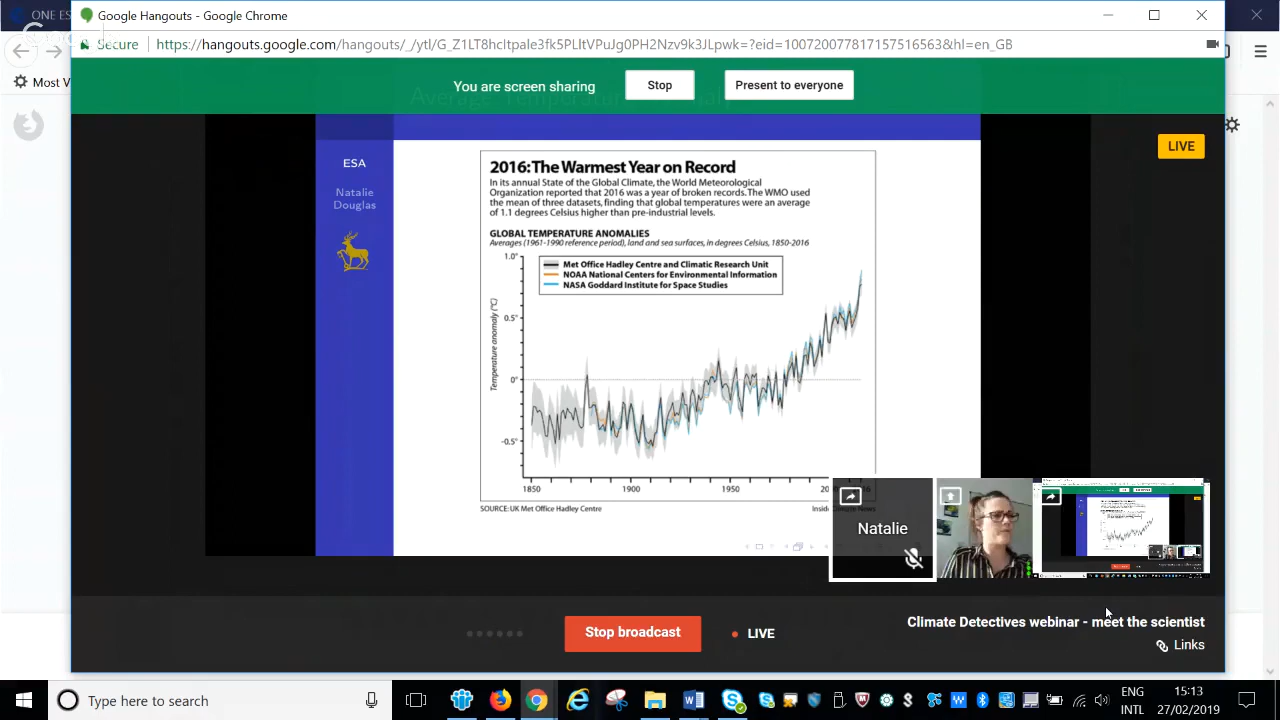 ONE ES
Google Hangouts - Google Chrome
Secure
https://hangouts.google.com/hangouts/_/ytl/G_Z1LT8hcIhpaIe3fk5PLItVPuJg0PH2Nzv9k3JLpwk=?eid=100720077817157516563&hl=en_GB
Most V
You are screen sharing
Stop
Present to everyone
LIVE
ESA
Natalie
Douglas
2016: The Warmest Year on Record
In its annual State of the Global Climate, the World Meteorological
Organization reported that 2016 was a year of broken records. The WMO used
the mean of three datasets, finding that global temperatures were an average
of 1.1 degrees Celsius higher than pre-industrial levels.
GLOBAL TEMPERATURE ANOMALIES
Averages (1961-1990 reference period), land and sea surfaces, in degrees Celsius, 1850-2016
Met Office Hadley Centre and Climatic Research Unit
NOAA National Centers for Environmental Information
NASA Goddard Institute for Space Studies
Temperature anomaly (°C)
1.0°
0.5°
0°
-0.5°
1850
1900
1950
SOURCE: UK Met Office Hadley Centre
Natalie
Stop broadcast
LIVE
Climate Detectives webinar - meet the scientist
Links
Type here to search
ENG
INTL
15:13
27/02/2019